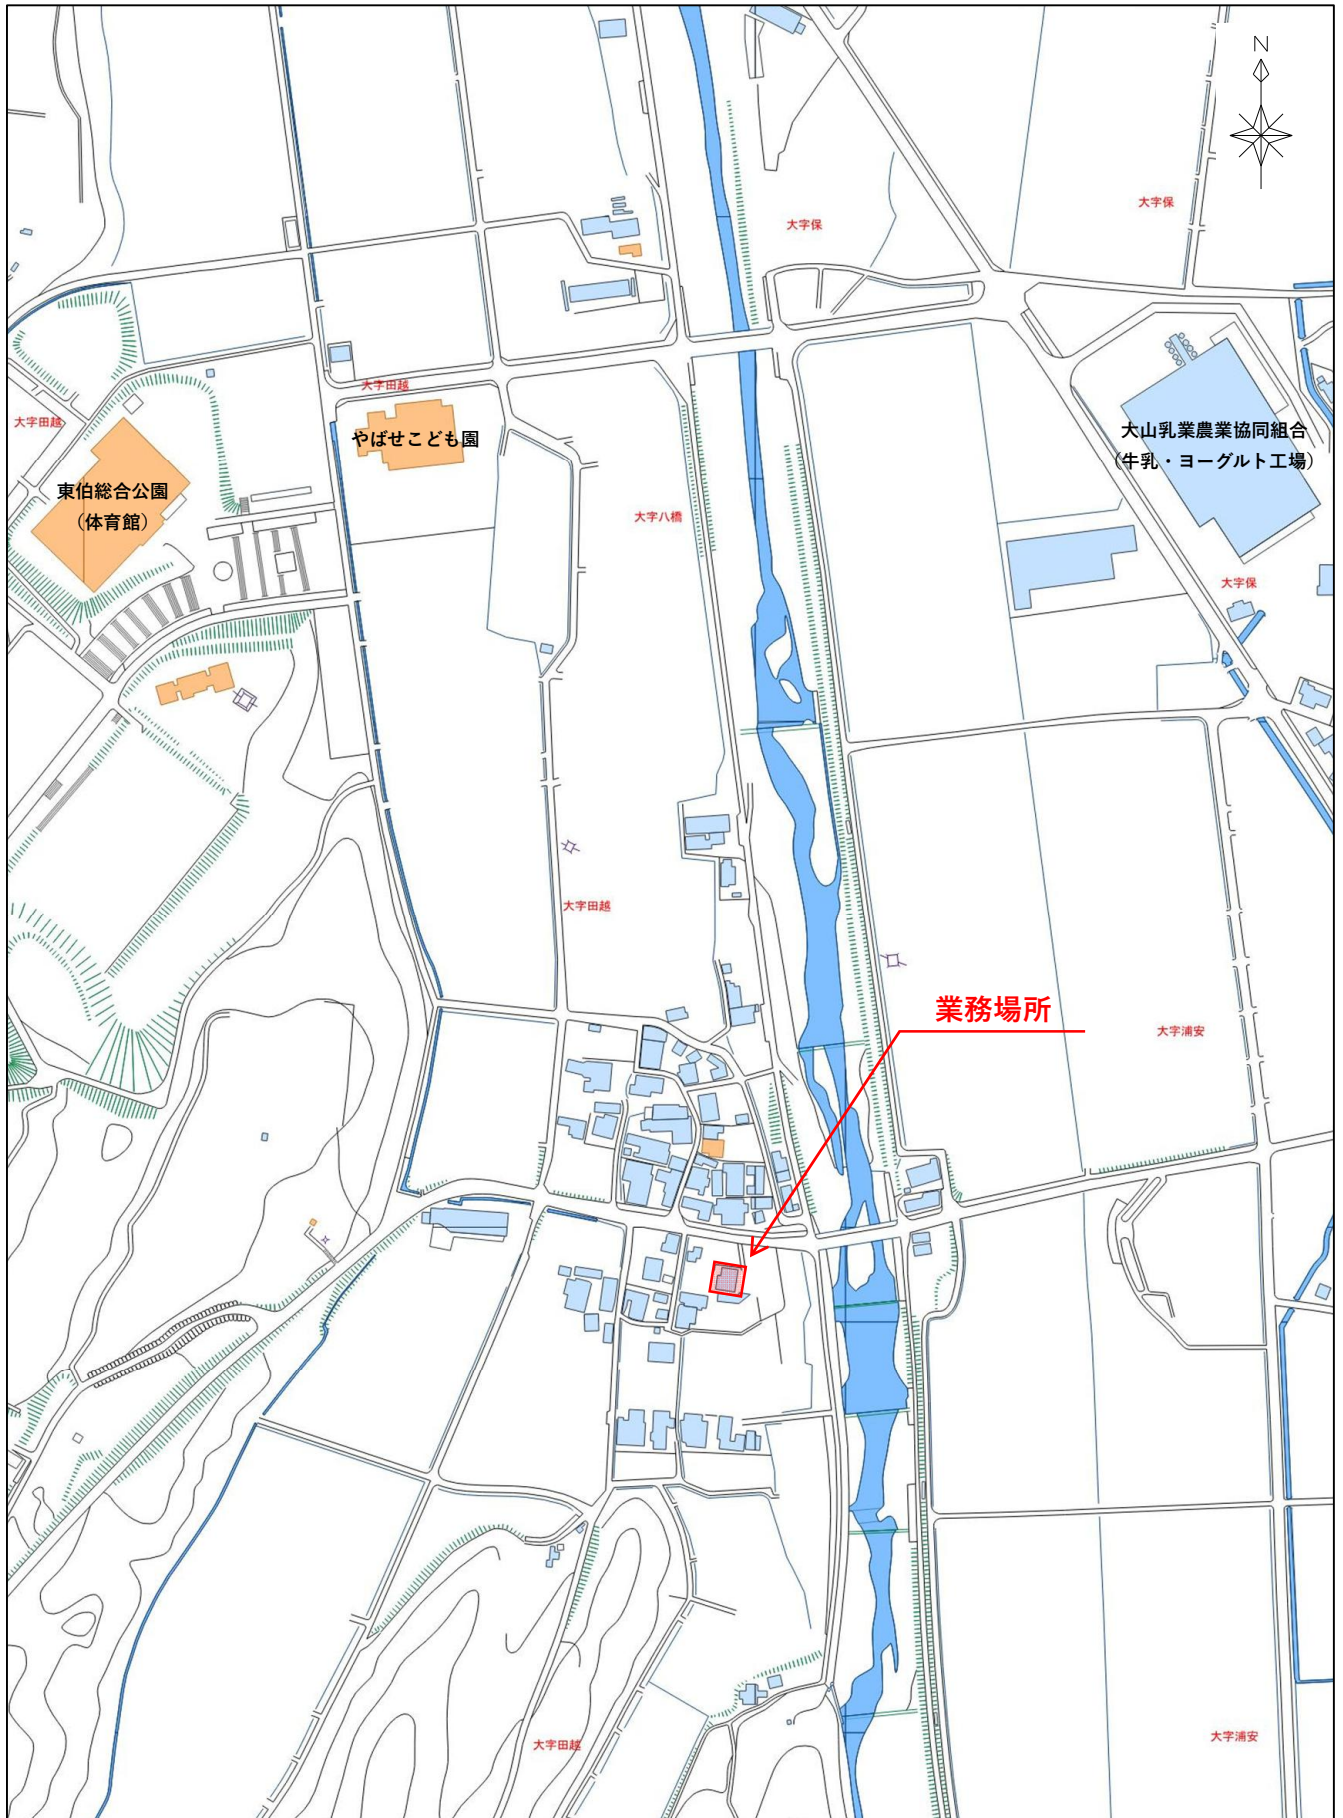 N
大字保
大字保
大字田越
大字田越
やばせこども園
大山乳業農業協同組合
(牛乳・ヨーグルト工場)
東伯総合公園
(体育館)
大字八橋
大字保
大字田越
業務場所
大字浦安
大字田越
大字浦安